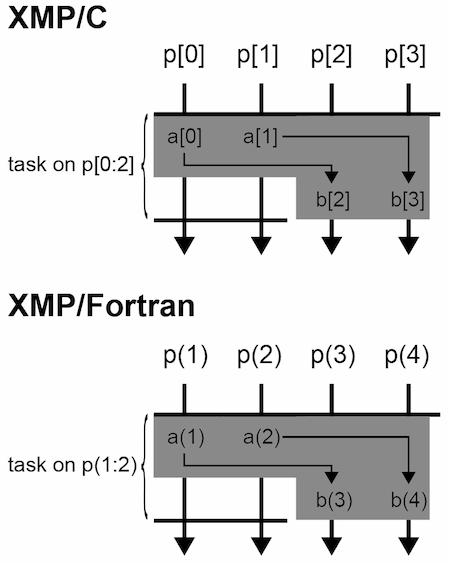 XMP/C
p[0] p[1] p[2] p[3]
a[0] a[1]
task on p[0:2]
b[2] b[3]
XMP/Fortran
p(1) p(2) p(3) p(4)
a(1) a(2)
task on p(1:2)
b(3) b(4)